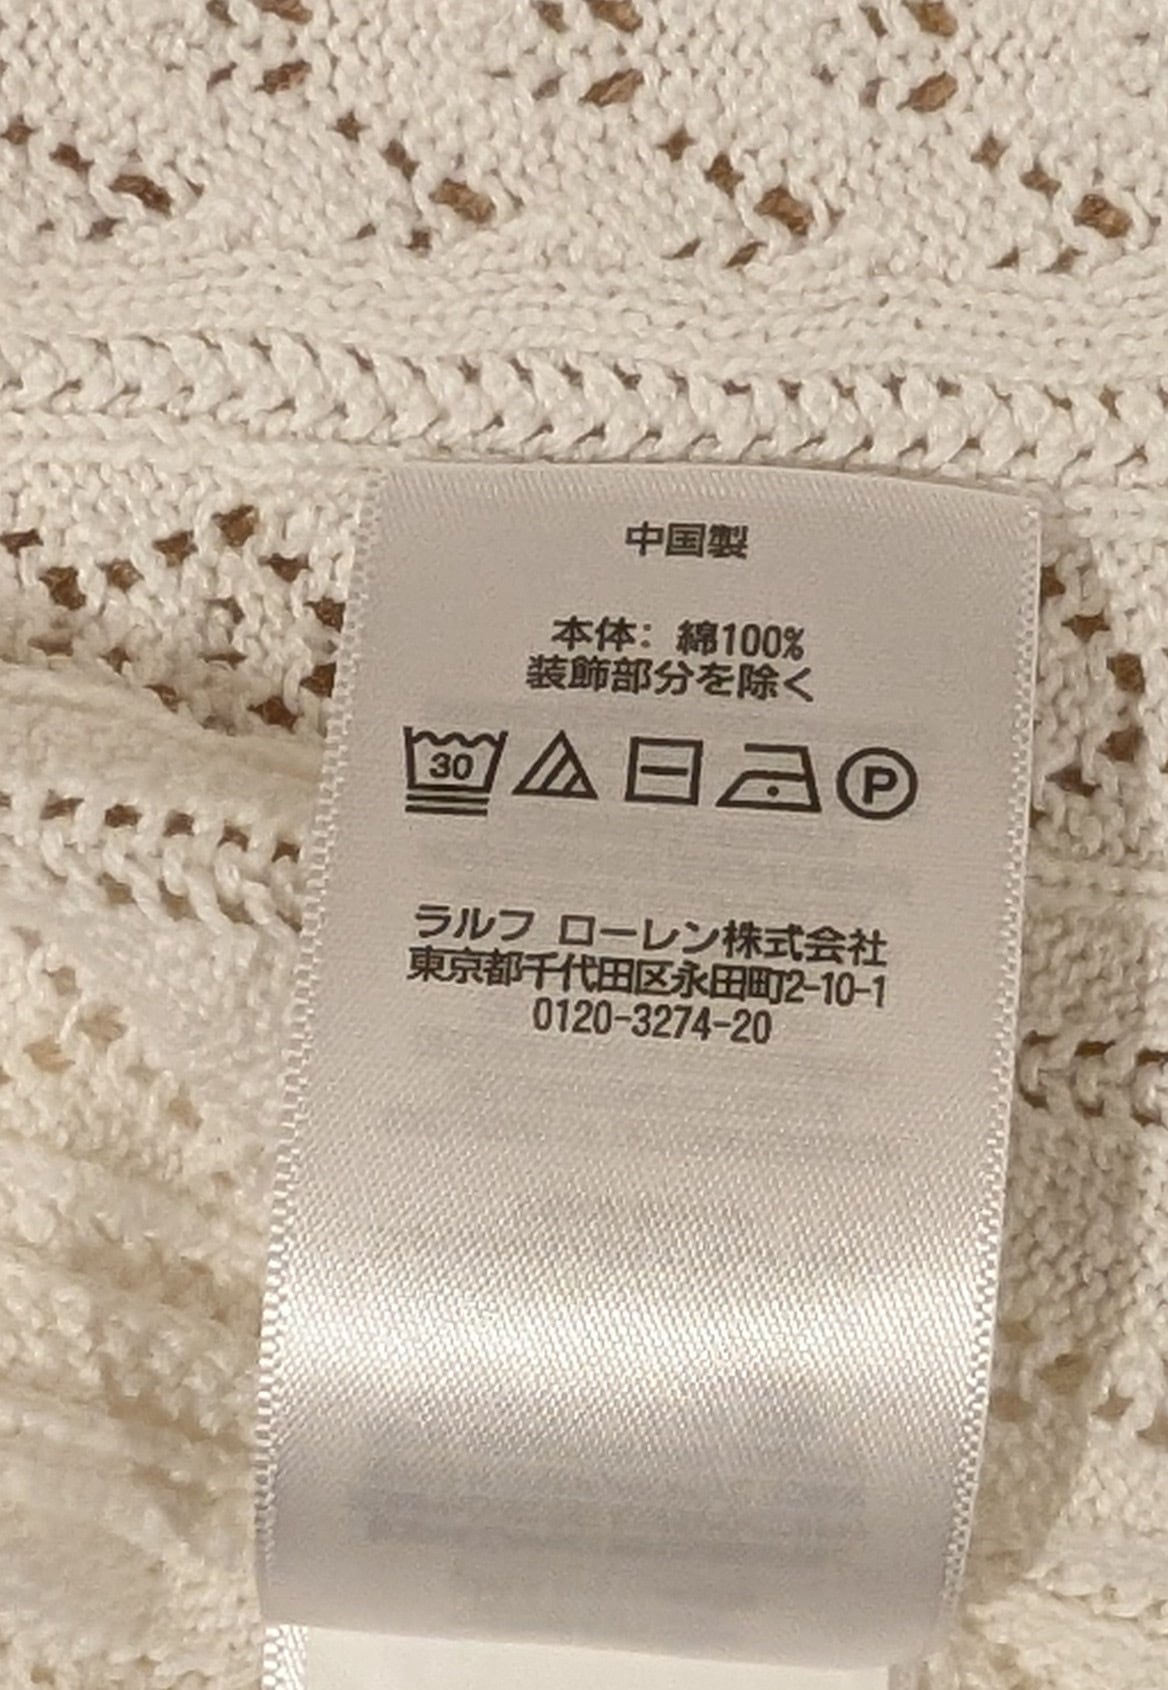 中国製
本体: 綿100%
装飾部分を除く
30 P
ラルフ ローレン株式会社
東京都千代田区永田町2-10-1
0120-3274-20